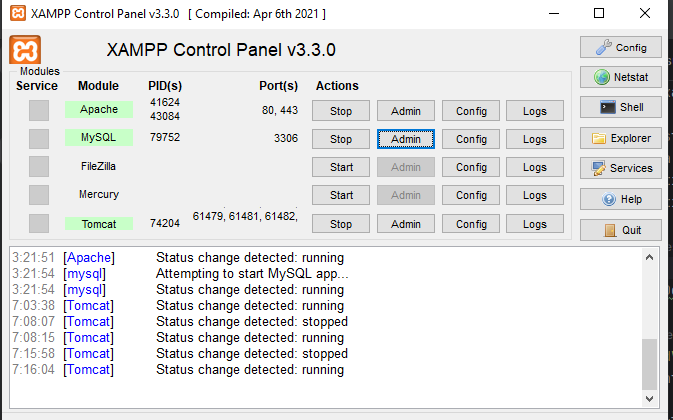 XAMPP Control Panel v3.3.0 [ Compiled: Apr 6th 2021 ]
XAMPP Control Panel v3.3.0
Config
Modules
Service Module PID(s) Port(s) Actions
Netstat
Apache 41624 43084 80, 443 Stop Admin Config Logs
Shell
MySQL 79752 3306 Stop Admin Config Logs
Explorer
FileZilla Start Admin Config Logs
Services
Mercury Start Admin Config Logs
Help
Tomcat 74204 61479, 61481, 61482, Stop Admin Config Logs
Quit
3:21:51 [Apache] Status change detected: running
3:21:54 [mysql] Attempting to start MySQL app...
3:21:54 [mysql] Status change detected: running
7:03:38 [Tomcat] Status change detected: running
7:08:07 [Tomcat] Status change detected: stopped
7:08:15 [Tomcat] Status change detected: running
7:15:58 [Tomcat] Status change detected: stopped
7:16:04 [Tomcat] Status change detected: running